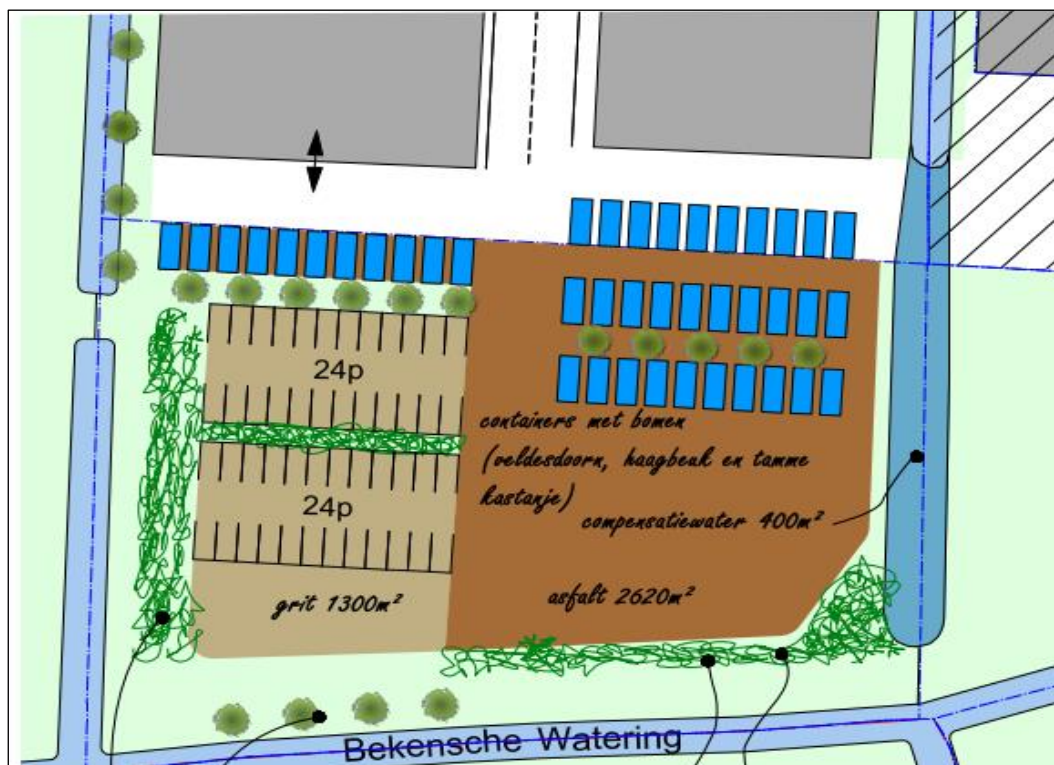 24p
containers met bomen
(veldesdoorn, haagbeuk en tamme
kastanje)
24p
compensatiewater 400m²
grit 1300m²
asfalt 2620m²
Bekensche Watering